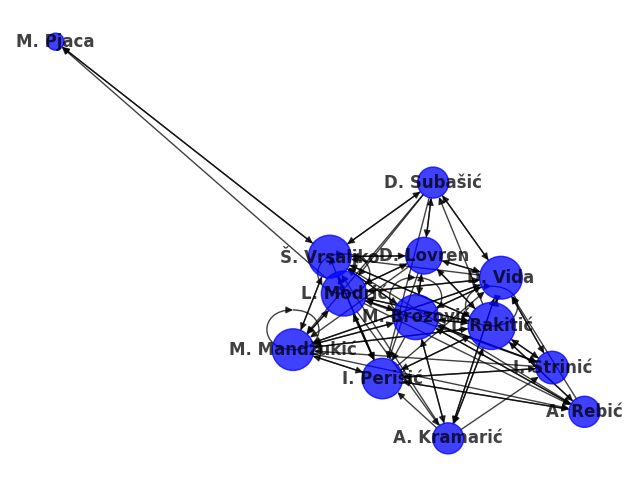 M. Pjaca
D. Subašić
Š. Vrsaljko
D. Lovren
D. Vida
L. Modrić
M. Brozović
I. Rakitić
M. Mandžukić
I. Perišić
I. Strinić
A. Rebić
A. Kramarić